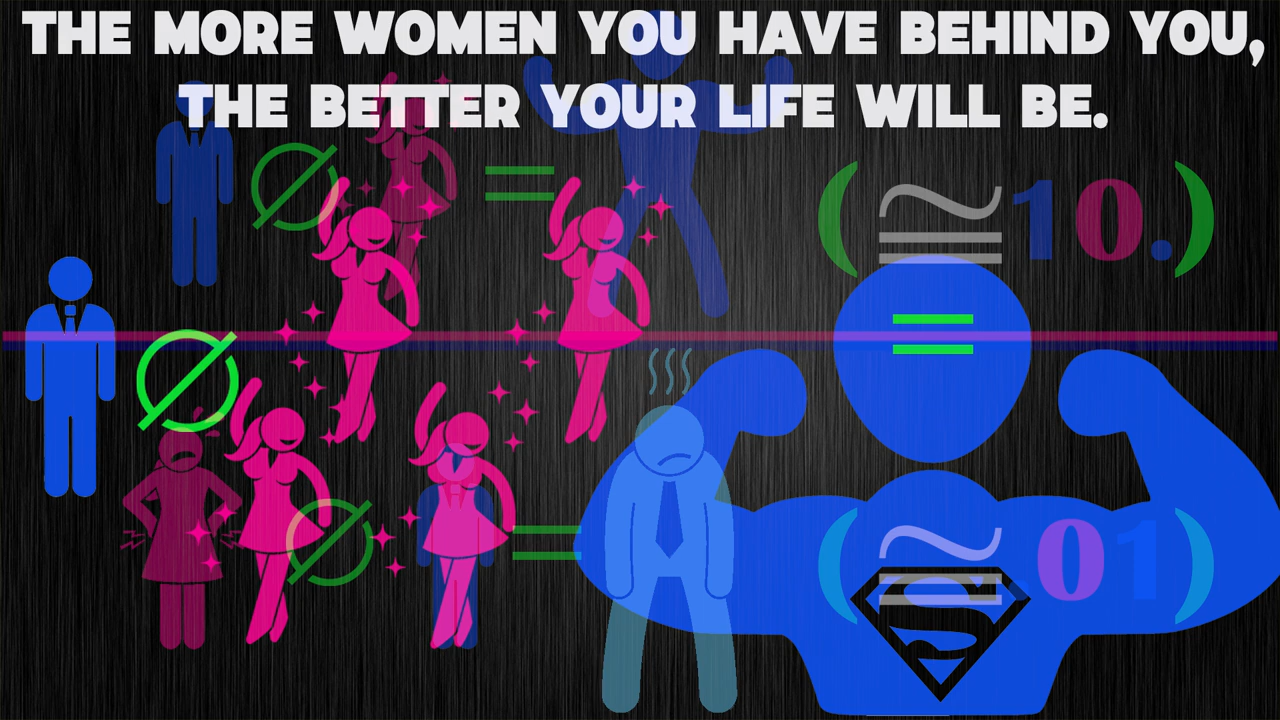 THE MORE WOMEN YOU HAVE BEHIND YOU,
THE BETTER YOUR LIFE WILL BE.
Ø = (≅10.)
Ø =
Ø = (≅.01)
S